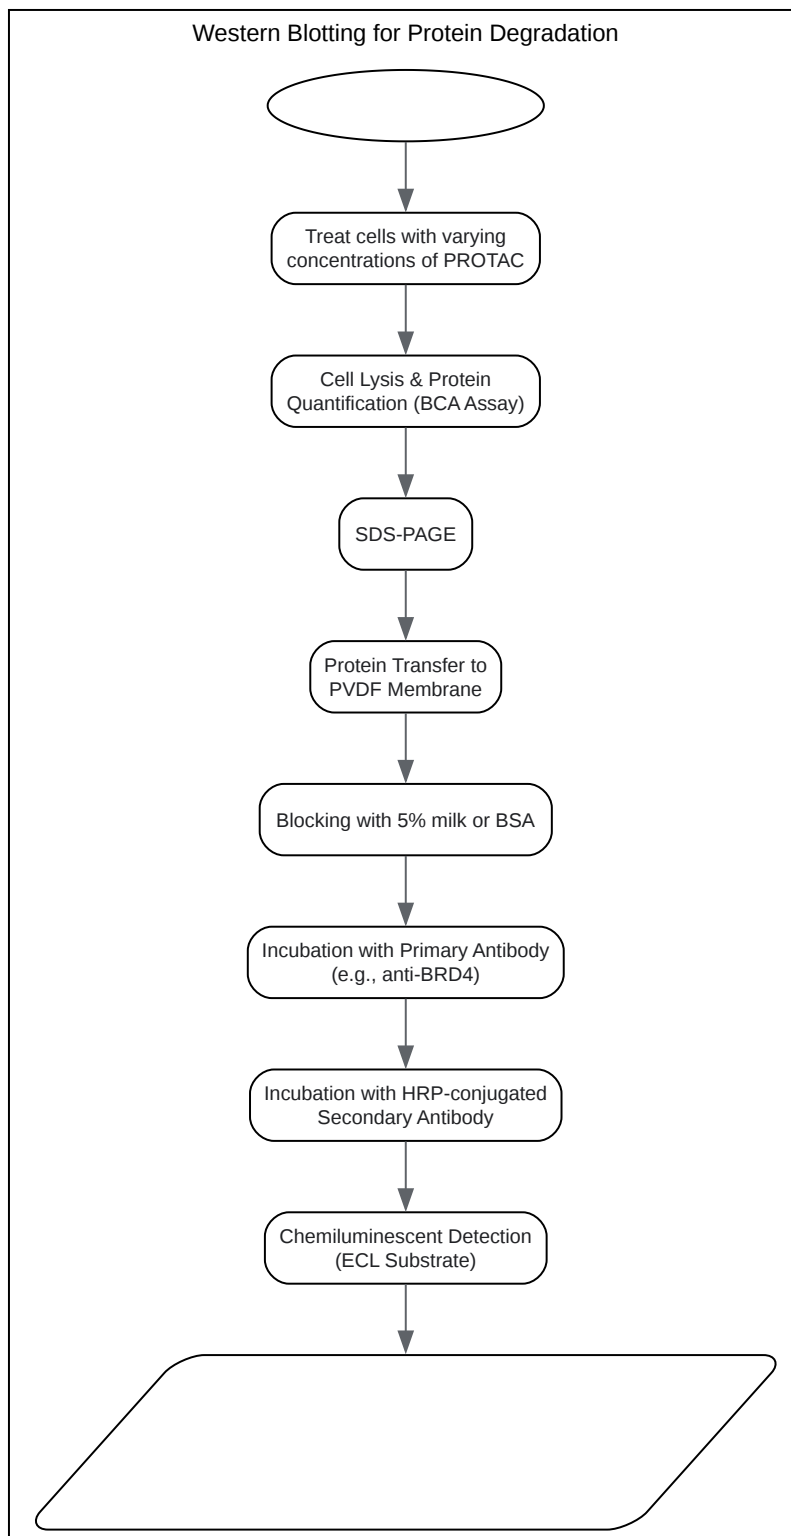 Western Blotting for Protein Degradation
Treat cells with varying
concentrations of PROTAC
Cell Lysis & Protein
Quantification (BCA Assay)
SDS-PAGE
Protein Transfer to
PVDF Membrane
Blocking with 5% milk or BSA
Incubation with Primary Antibody
(e.g., anti-BRD4)
Incubation with HRP-conjugated
Secondary Antibody
Chemiluminescent Detection
(ECL Substrate)